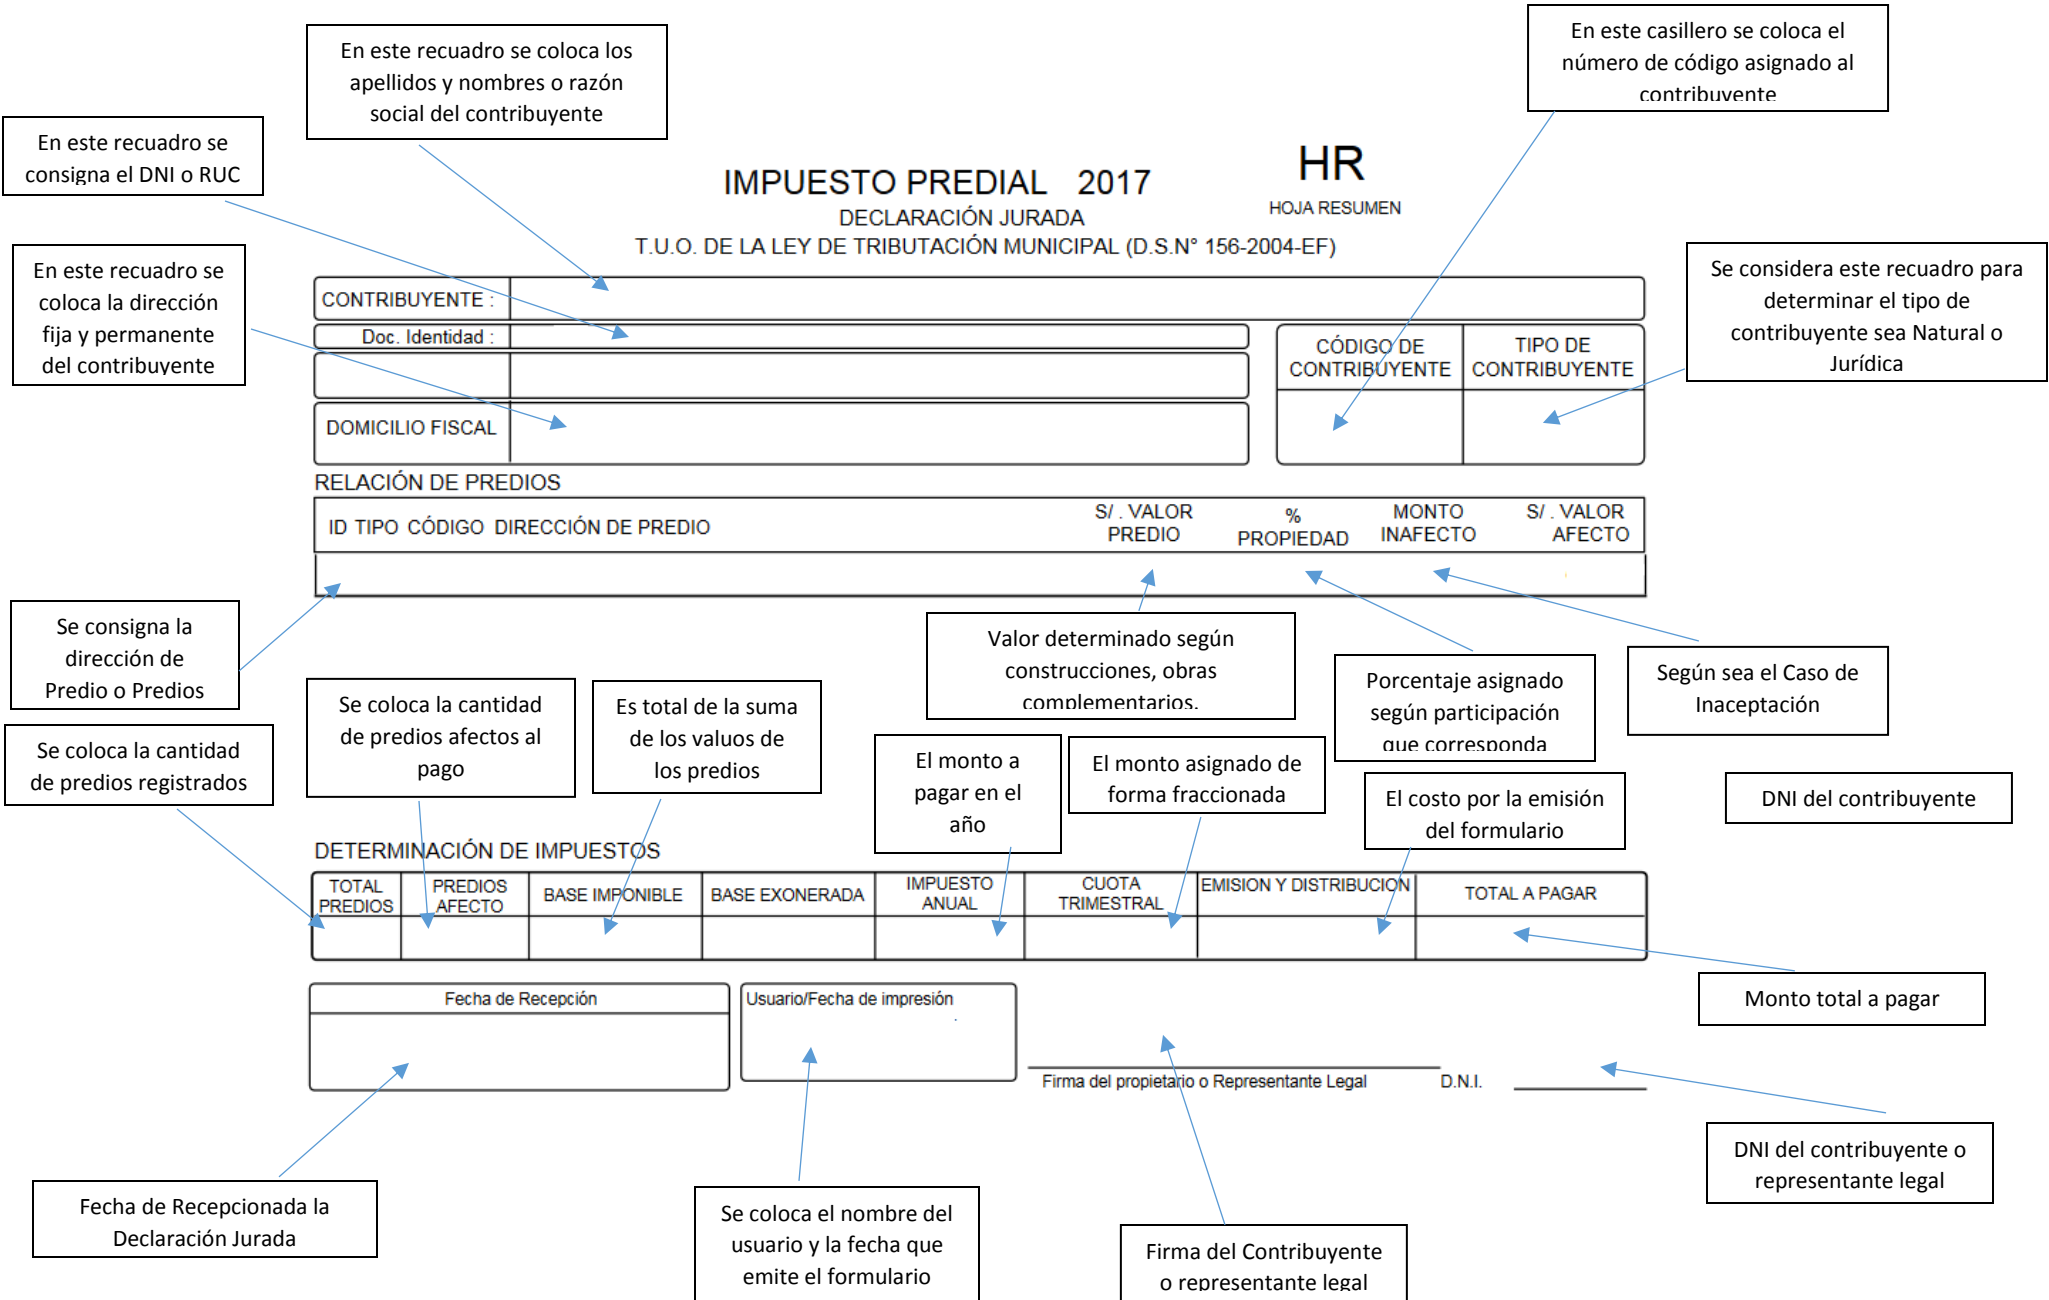 En este recuadro se coloca los
apellidos y nombres o razón
social del contribuyente
En este casillero se coloca el
número de código asignado al
contribuyente
En este recuadro se
consigna el DNI o RUC
IMPUESTO PREDIAL 2017
HR
DECLARACIÓN JURADA
HOJA RESUMEN
T.U.O. DE LA LEY DE TRIBUTACIÓN MUNICIPAL (D.S.N° 156-2004-EF)
En este recuadro se
coloca la dirección
fija y permanente
del contribuyente
Se considera este recuadro para
determinar el tipo de
contribuyente sea Natural o
Jurídica
CONTRIBUYENTE :
Doc. Identidad :
CÓDIGO DE
CONTRIBUYENTE
TIPO DE
CONTRIBUYENTE
DOMICILIO FISCAL
RELACIÓN DE PREDIOS
ID TIPO CÓDIGO DIRECCIÓN DE PREDIO
S/ . VALOR
PREDIO
%
PROPIEDAD
MONTO
INAFECTO
S/ . VALOR
AFECTO
Se consigna la
dirección de
Predio o Predios
Valor determinado según
construcciones, obras
complementarios.
Porcentaje asignado
según participación
que corresponda
Según sea el Caso de
Inaceptación
Se coloca la cantidad
de predios registrados
Se coloca la cantidad
de predios afectos al
pago
Es total de la suma
de los valuos de
los predios
El monto a
pagar en el
año
El monto asignado de
forma fraccionada
El costo por la emisión
del formulario
DNI del contribuyente
DETERMINACIÓN DE IMPUESTOS
TOTAL
PREDIOS
PREDIOS
AFECTO
BASE IMPONIBLE
BASE EXONERADA
IMPUESTO
ANUAL
CUOTA
TRIMESTRAL
EMISION Y DISTRIBUCION
TOTAL A PAGAR
Monto total a pagar
Fecha de Recepción
Usuario/Fecha de impresión
Firma del propietario o Representante Legal
D.N.I.
DNI del contribuyente o
representante legal
Fecha de Recepcionada la
Declaración Jurada
Se coloca el nombre del
usuario y la fecha que
emite el formulario
Firma del Contribuyente
o representante legal